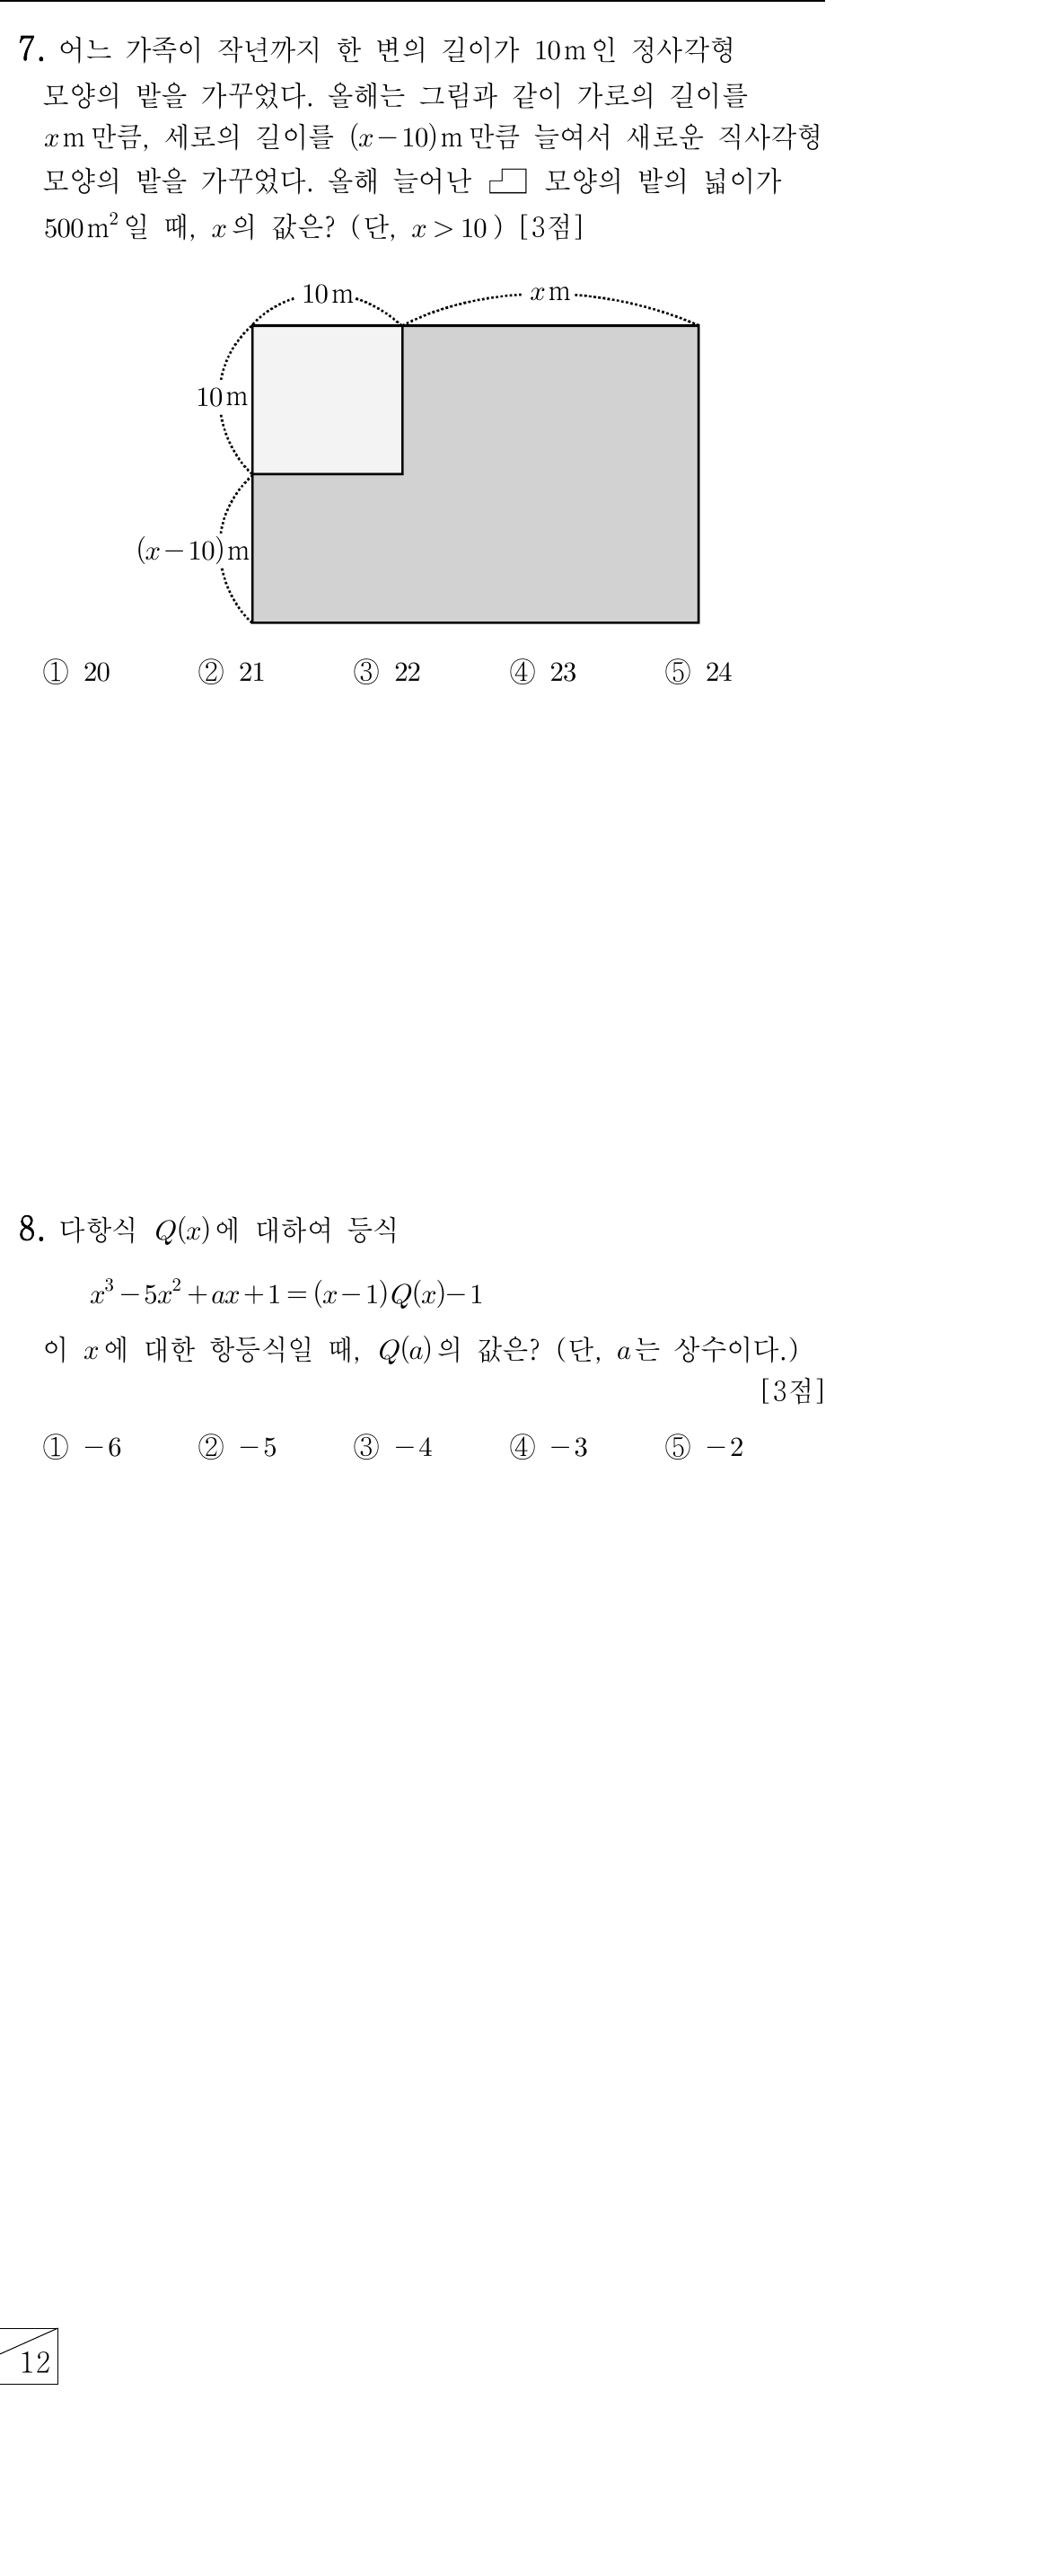 7. 어느 가족이 작년까지 한 변의 길이가 10m인 정사각형
모양의 밭을 가꾸었다. 올해는 그림과 같이 가로의 길이를
x m만큼, 세로의 길이를 (x-10)m만큼 늘여서 새로운 직사각형
모양의 밭을 가꾸었다. 올해 늘어난 모양의 밭의 넓이가
500m²일 때, x의 값은? (단, x > 10) [3점]
10m x m
10m
(x-10)m
① 20 ② 21 ③ 22 ④ 23 ⑤ 24
8. 다항식 Q(x)에 대하여 등식
x³-5x²+ax+1=(x-1)Q(x)-1
이 x에 대한 항등식일 때, Q(a)의 값은? (단, a는 상수이다.)
[3점]
① -6 ② -5 ③ -4 ④ -3 ⑤ -2
12